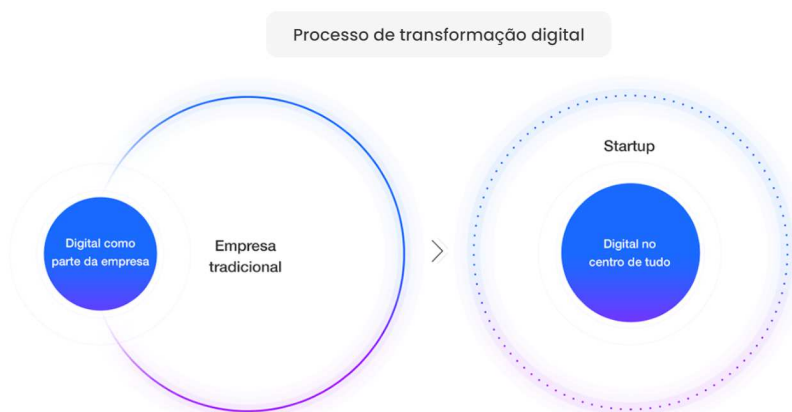 Processo de transformação digital
Startup
Digital como
parte da empresa
Empresa
tradicional
Digital no
centro de tudo